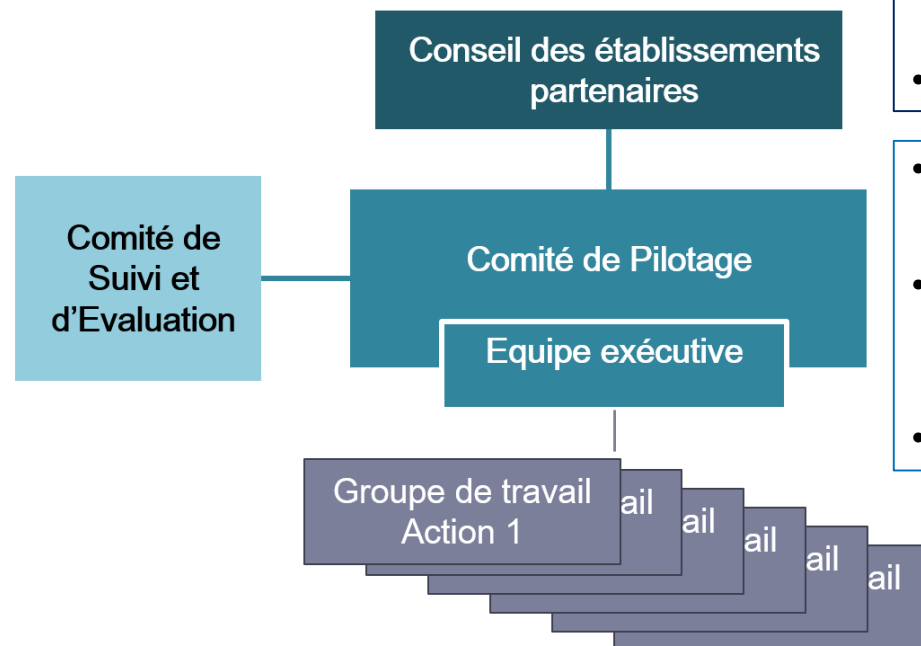 Conseil des établissements
partenaires
Comité de
Suivi et
d’Evaluation
Comité de Pilotage
Equipe exécutive
Groupe de travail
Action 1
ail
ail
ail
ail
ail